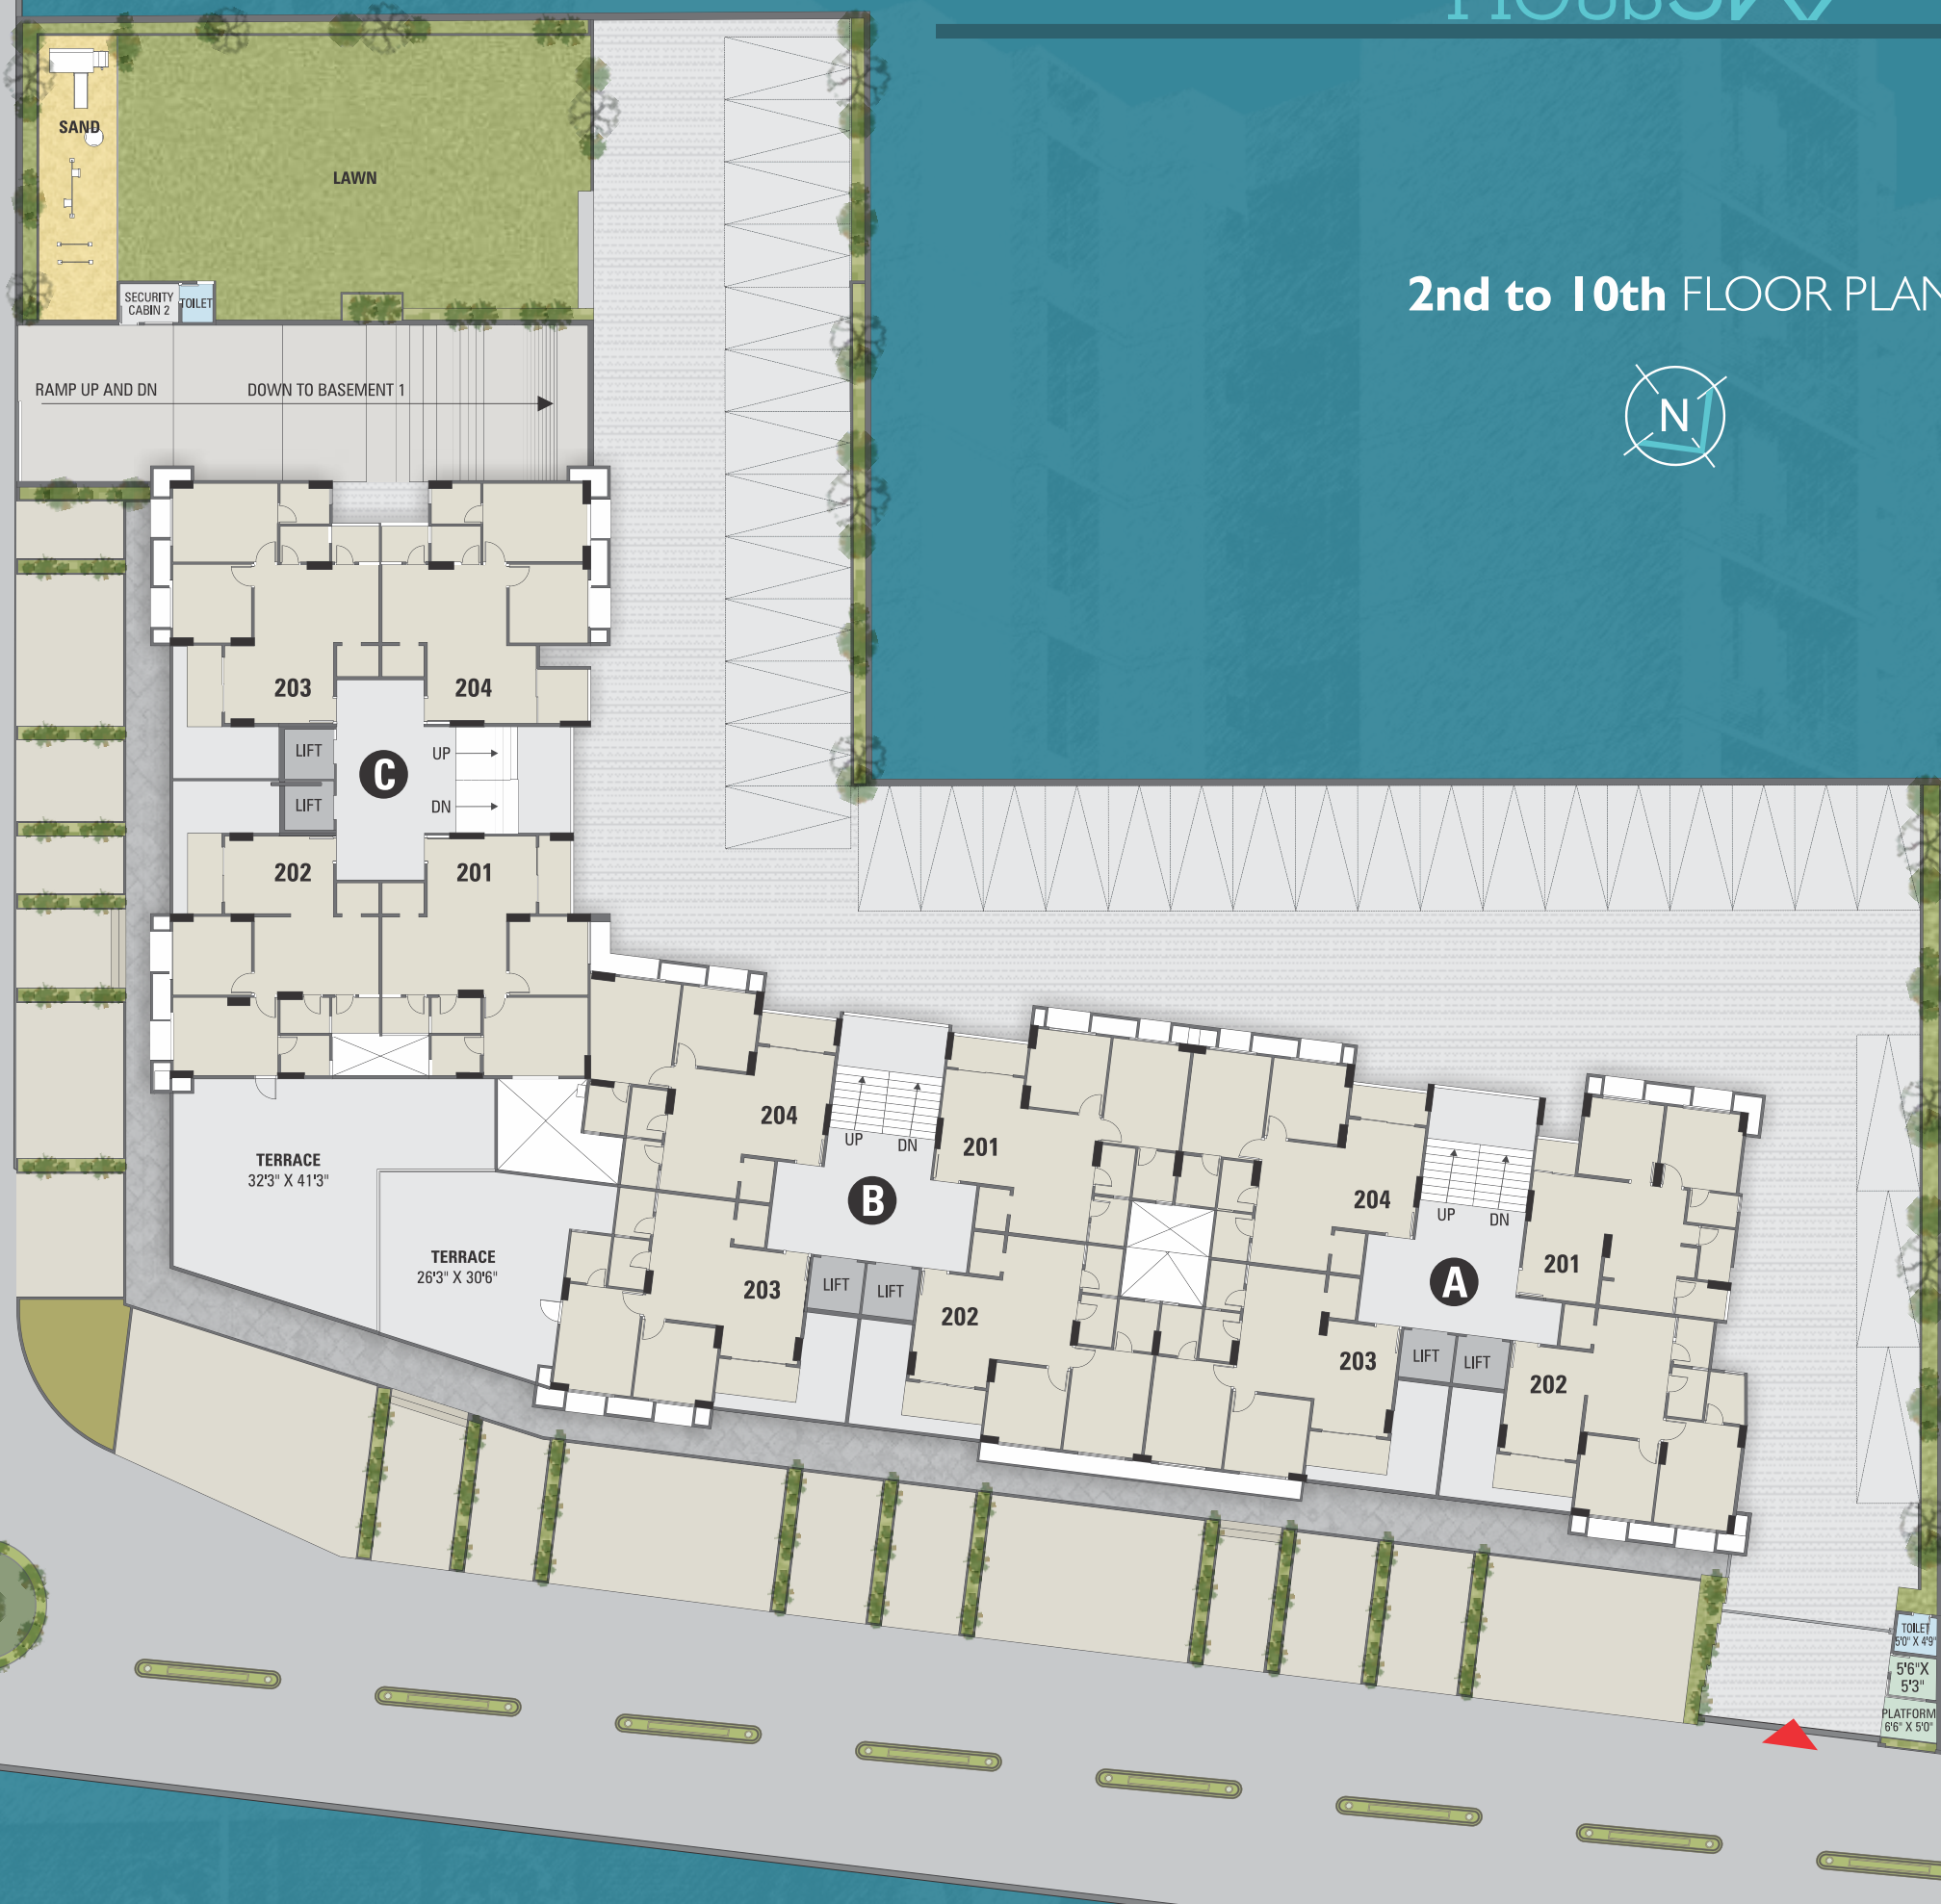 SAND
LAWN
2nd to 10th FLOOR PLAN
N
SECURITY
CABIN 2
TOILET
RAMP UP AND DN
DOWN TO BASEMENT 1
203
204
LIFT
UP
C
LIFT
DN
202
201
204
UP
DN
201
TERRACE
32'3" X 41'3"
B
204
UP
DN
TERRACE
26'3" X 30'6"
203
LIFT
LIFT
202
201
A
203
LIFT
LIFT
202
TOILET
5'0" X 4'9"
5'6"X
5'3"
PLATFORM
6'6" X 5'0"